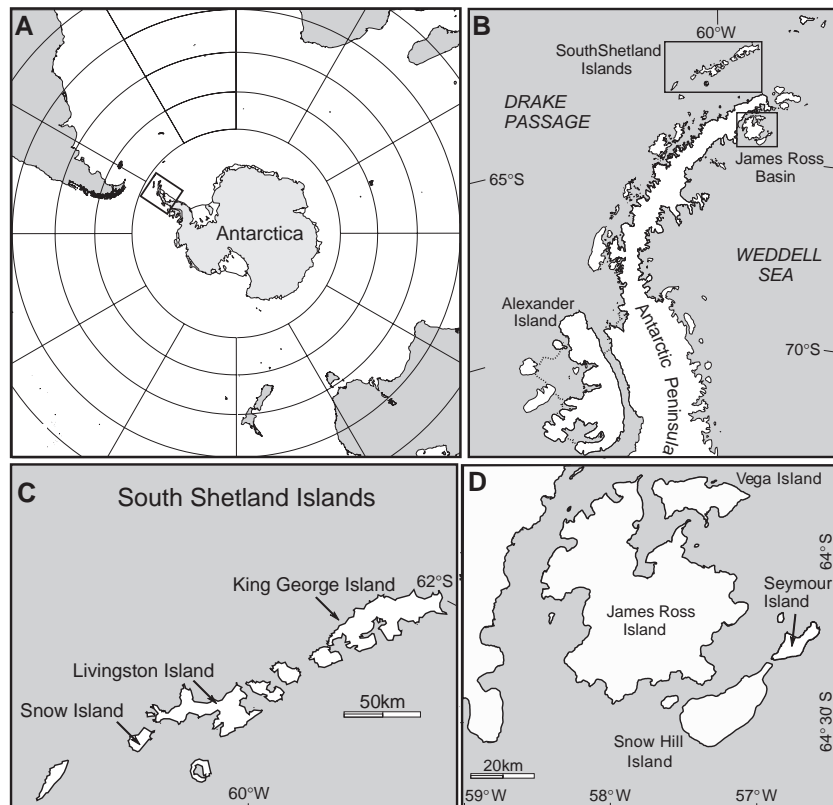 A
Antarctica
B
60°W
SouthShetland
Islands
DRAKE
PASSAGE
James Ross
Basin
65°S
WEDDELL
SEA
Alexander
Island
Antarctic Peninsula
70°S
C
South Shetland Islands
King George Island
62°S
Livingston Island
Snow Island
50km
60°W
D
Vega Island
64°S
Seymour
Island
James Ross
Island
64°30'S
Snow Hill
Island
20km
59°W
58°W
57°W